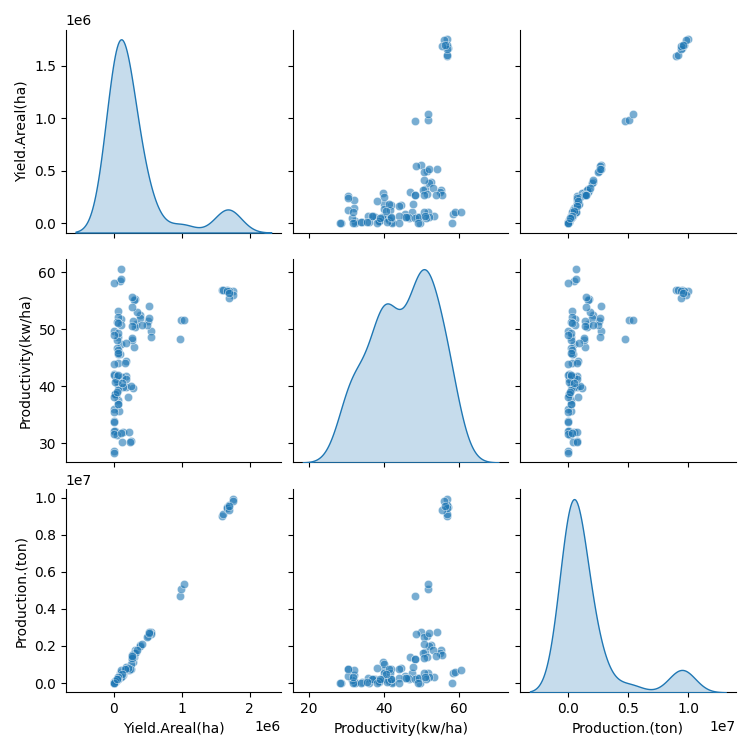 1e6
Yield.Areal(ha)
1.5
1.0
0.5
0.0
Productivity(kw/ha)
60
50
40
30
1e7
Production.(ton)
1.0
0.8
0.6
0.4
0.2
0.0
0 1 2
1e6
Yield.Areal(ha)
20 40 60
Productivity(kw/ha)
0.0 0.5 1.0
1e7
Production.(ton)